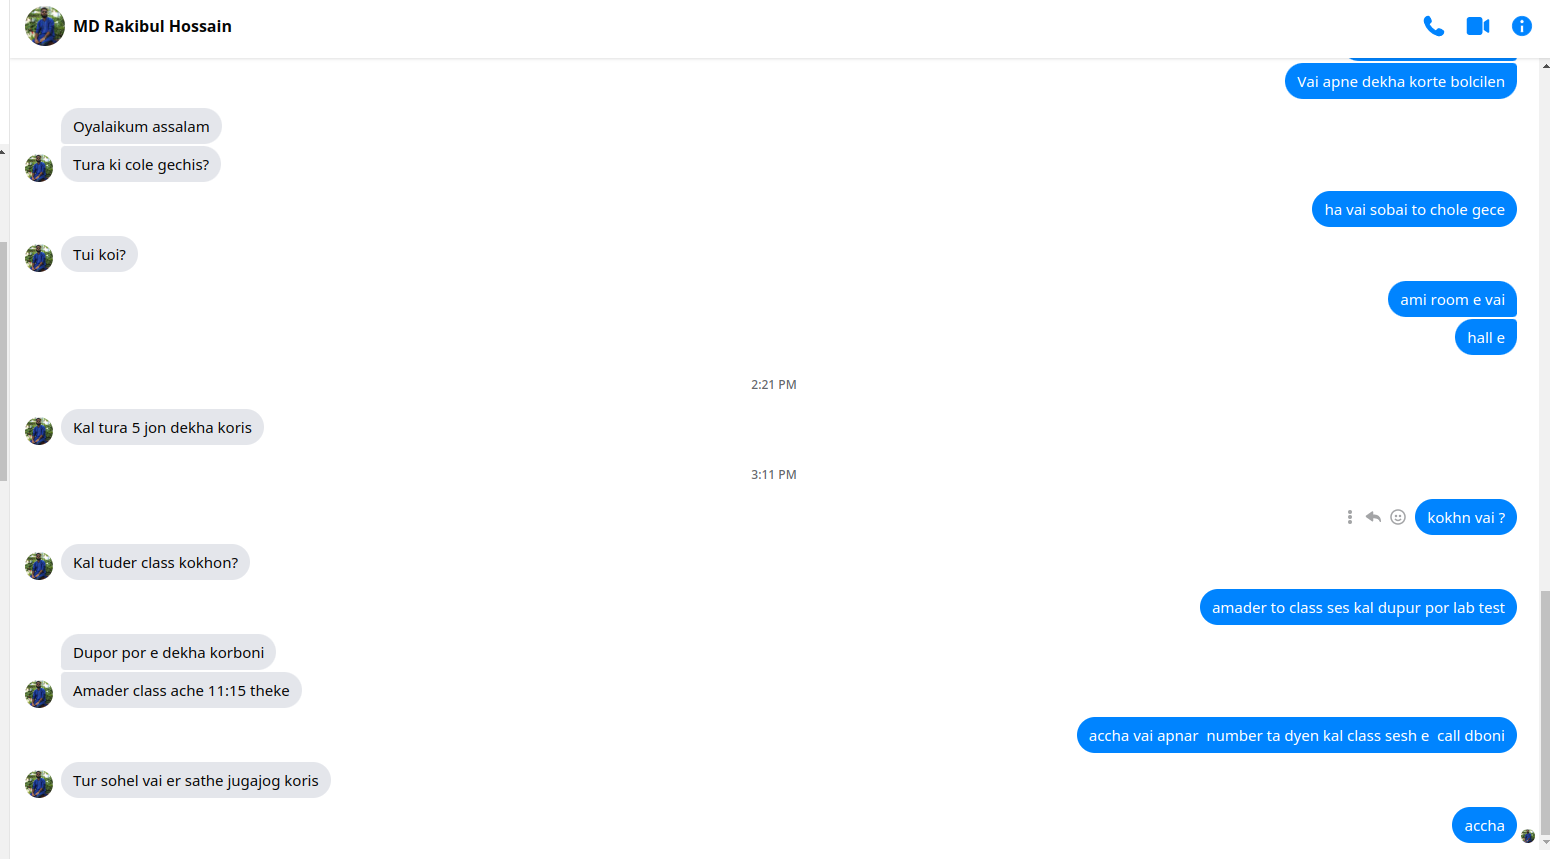 MD Rakibul Hossain
Vai apne dekha korte bolcilen
Oyalaikum assalam
Tura ki cole gechis?
ha vai sobai to chole gece
Tui koi?
ami room e vai
hall e
2:21 PM
Kal tura 5 jon dekha koris
3:11 PM
kokhn vai ?
Kal tuder class kokhon?
amader to class ses kal dupur por lab test
Dupor por e dekha korboni
Amader class ache 11:15 theke
accha vai apnar  number ta dyen kal class sesh e  call dboni
Tur sohel vai er sathe jugajog koris
accha